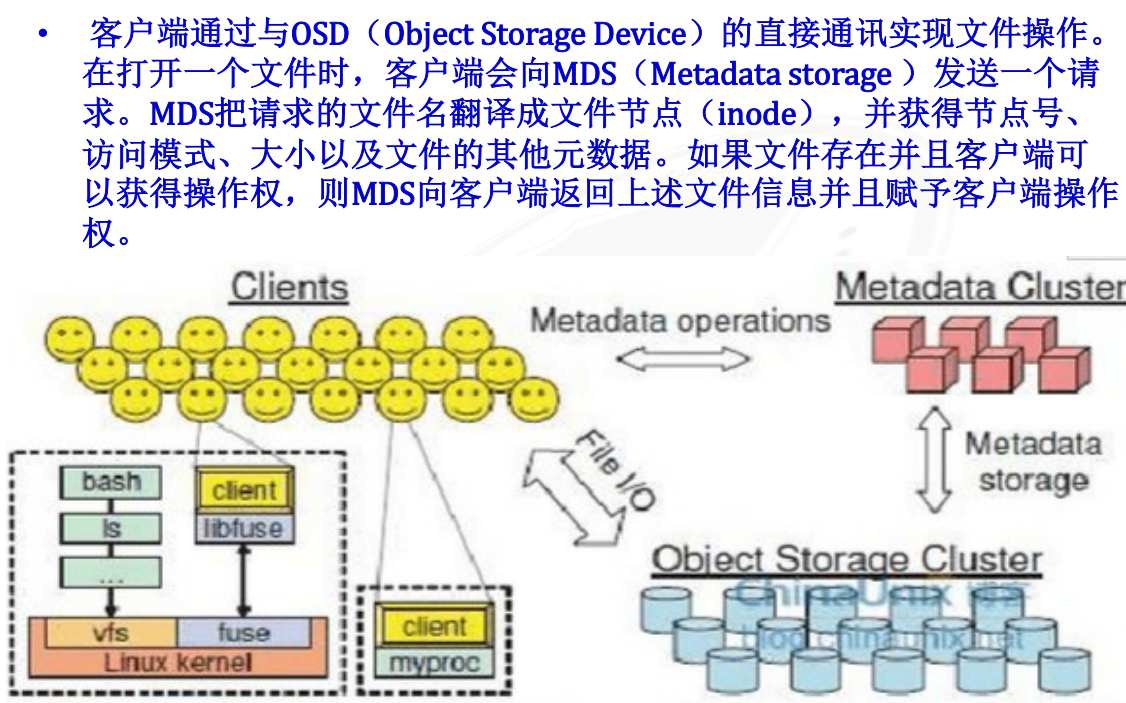 • 客户端通过与OSD（Object Storage Device）的直接通讯实现文件操作。
在打开一个文件时，客户端会向MDS（Metadata storage ）发送一个请
求。MDS把请求的文件名翻译成文件节点（inode），并获得节点号、
访问模式、大小以及文件的其他元数据。如果文件存在并且客户端可
以获得操作权，则MDS向客户端返回上述文件信息并且赋予客户端操作
权。
Clients
Metadata Cluster
Metadata operations
File I/O
Metadata
storage
bash
client
ls
libfuse
...
vfs
fuse
Linux kernel
client
myproc
Object Storage Cluster
ChinaUnix 博客
blog.chinaunix.net